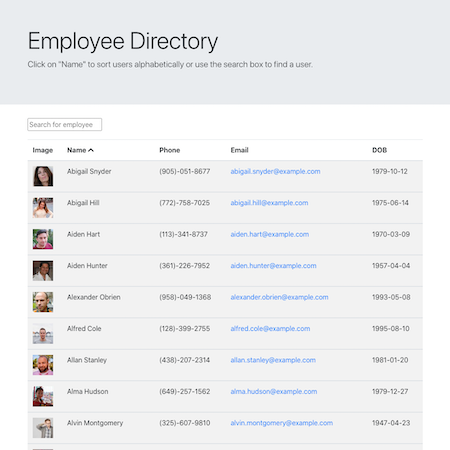 Employee Directory
Click on "Name" to sort users alphabetically or use the search box to find a user.
Search for employee
Image Name Phone Email DOB
Abigail Snyder (905)-051-8677 abigail.snyder@example.com 1979-10-12
Abigail Hill (772)-758-7025 abigail.hill@example.com 1975-06-14
Aiden Hart (113)-341-8737 aiden.hart@example.com 1970-03-09
Aiden Hunter (361)-226-7952 aiden.hunter@example.com 1957-04-04
Alexander Obrien (958)-049-1368 alexander.obrien@example.com 1993-05-08
Alfred Cole (128)-399-2755 alfred.cole@example.com 1995-08-10
Allan Stanley (438)-207-2314 allan.stanley@example.com 1981-01-20
Alma Hudson (649)-257-1562 alma.hudson@example.com 1979-12-27
Alvin Montgomery (325)-607-9810 alvin.montgomery@example.com 1947-04-23